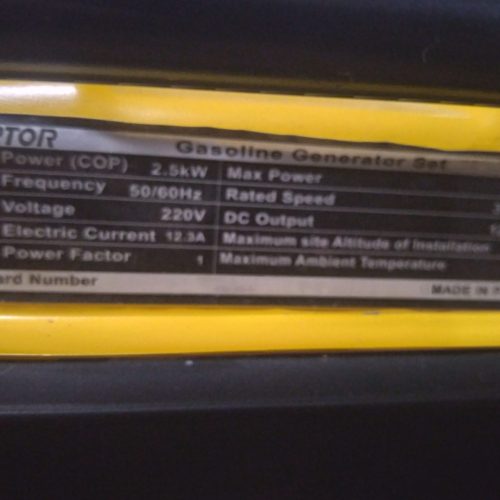 PTOR Gasoline Generator Set
Power (COP) 2.5kW Max Power
Frequency 50/60Hz Rated Speed
Voltage 220V DC Output
Electric Current 12.3A Maximum site Altitude of Installation
Power Factor 1 Maximum Ambient Temperature
ard Number MADE IN